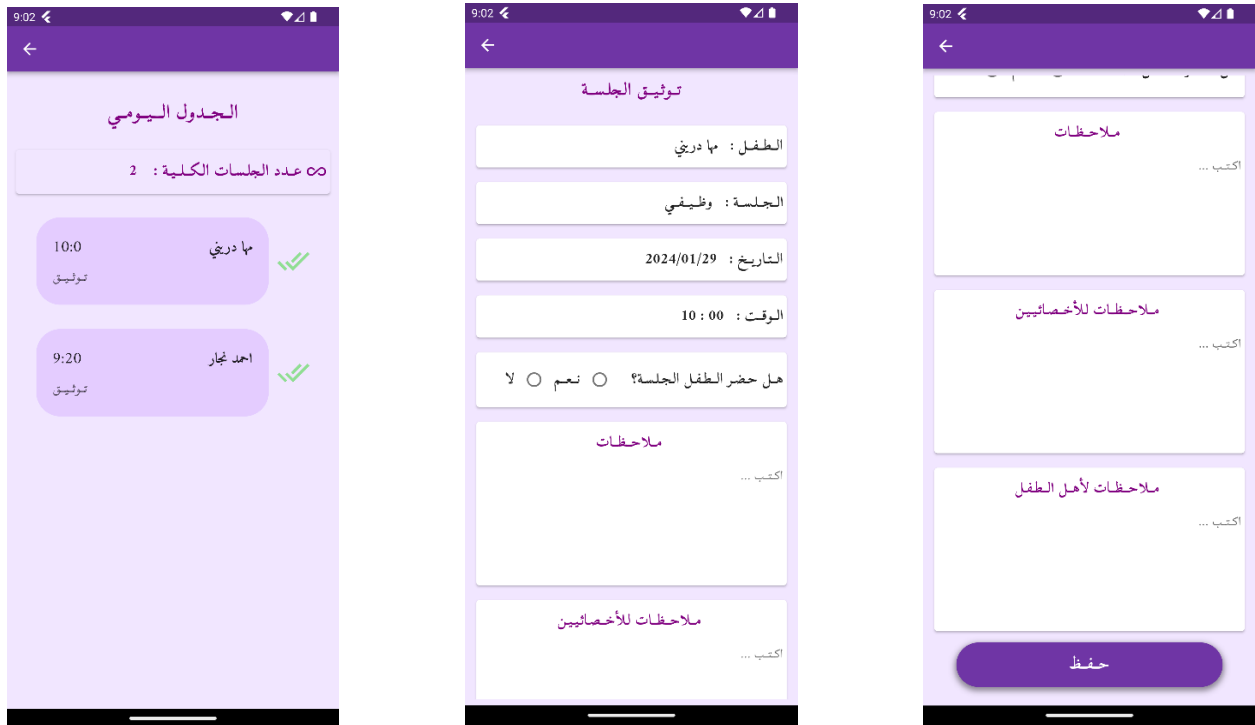 9:02
الجدول اليومي
عدد الجلسات الكلية : 2
مها دريني 10:0
توثيق
احمد نجار 9:20
توثيق
9:02
توثيق الجلسة
الطفل : مها دريني
الجلسة : وظيفي
التاريخ : 2024/01/29
الوقت : 10 : 00
هل حضر الطفل الجلسة؟ نعم لا
ملاحظات
اكتب ...
ملاحظات للأخصائيين
اكتب ...
9:02
ملاحظات
اكتب ...
ملاحظات للأخصائيين
اكتب ...
ملاحظات لأهل الطفل
اكتب ...
حفظ